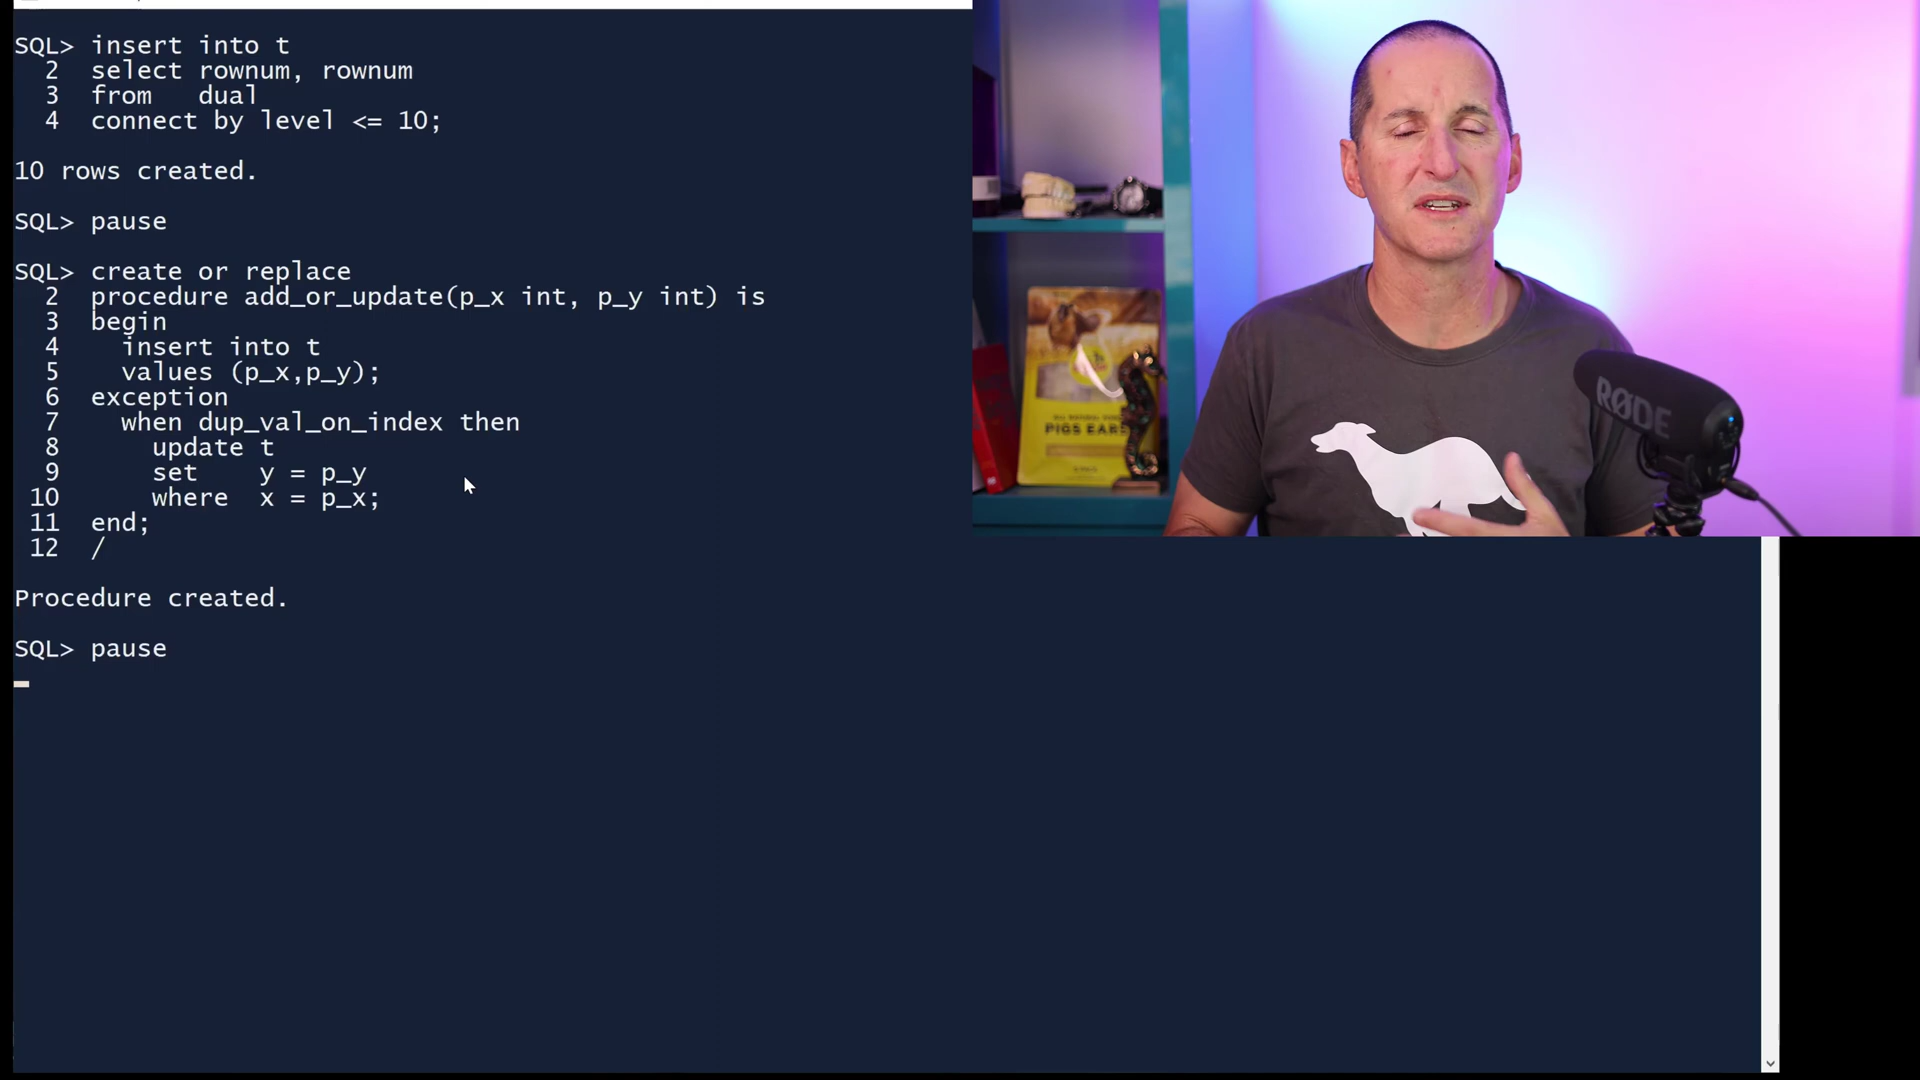 SQL> insert into t
  2  select rownum, rownum
  3  from   dual
  4  connect by level <= 10;
10 rows created.
SQL> pause
SQL> create or replace
  2  procedure add_or_update(p_x int, p_y int) is
  3  begin
  4    insert into t
  5    values (p_x,p_y);
  6  exception
  7    when dup_val_on_index then
  8      update t
  9      set    y = p_y
 10      where  x = p_x;
 11  end;
 12  /
Procedure created.
SQL> pause
PIGS EARS
RØDE